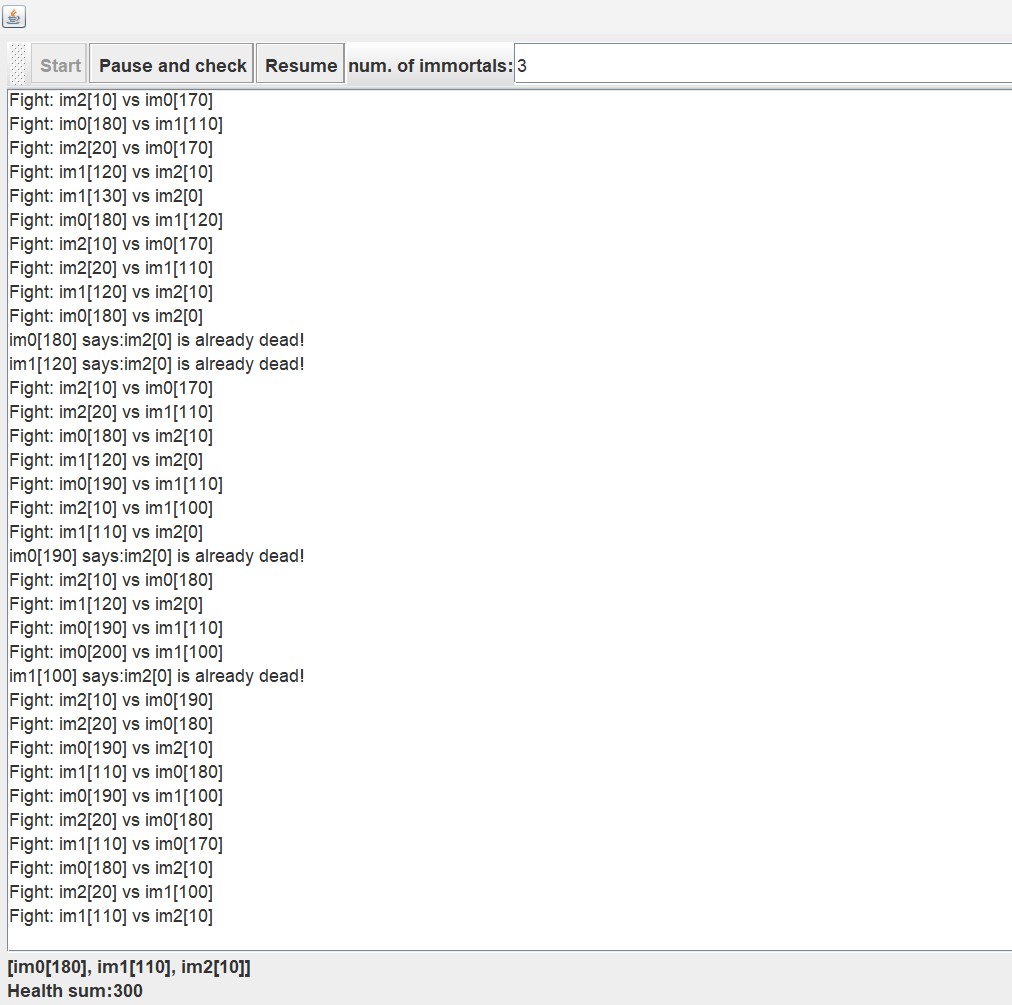 Start Pause and check Resume num. of immortals: 3
Fight: im2[10] vs im0[170]
Fight: im0[180] vs im1[110]
Fight: im2[20] vs im0[170]
Fight: im1[120] vs im2[10]
Fight: im1[130] vs im2[0]
Fight: im0[180] vs im1[120]
Fight: im2[10] vs im0[170]
Fight: im2[20] vs im1[110]
Fight: im1[120] vs im2[10]
Fight: im0[180] vs im2[0]
im0[180] says:im2[0] is already dead!
im1[120] says:im2[0] is already dead!
Fight: im2[10] vs im0[170]
Fight: im2[20] vs im1[110]
Fight: im0[180] vs im2[10]
Fight: im1[120] vs im2[0]
Fight: im0[190] vs im1[110]
Fight: im2[10] vs im1[100]
Fight: im1[110] vs im2[0]
im0[190] says:im2[0] is already dead!
Fight: im2[10] vs im0[180]
Fight: im1[120] vs im2[0]
Fight: im0[190] vs im1[110]
Fight: im0[200] vs im1[100]
im1[100] says:im2[0] is already dead!
Fight: im2[10] vs im0[190]
Fight: im2[20] vs im0[180]
Fight: im0[190] vs im2[10]
Fight: im1[110] vs im0[180]
Fight: im0[190] vs im1[100]
Fight: im2[20] vs im0[180]
Fight: im1[110] vs im0[170]
Fight: im0[180] vs im2[10]
Fight: im2[20] vs im1[100]
Fight: im1[110] vs im2[10]
[im0[180], im1[110], im2[10]]
Health sum:300